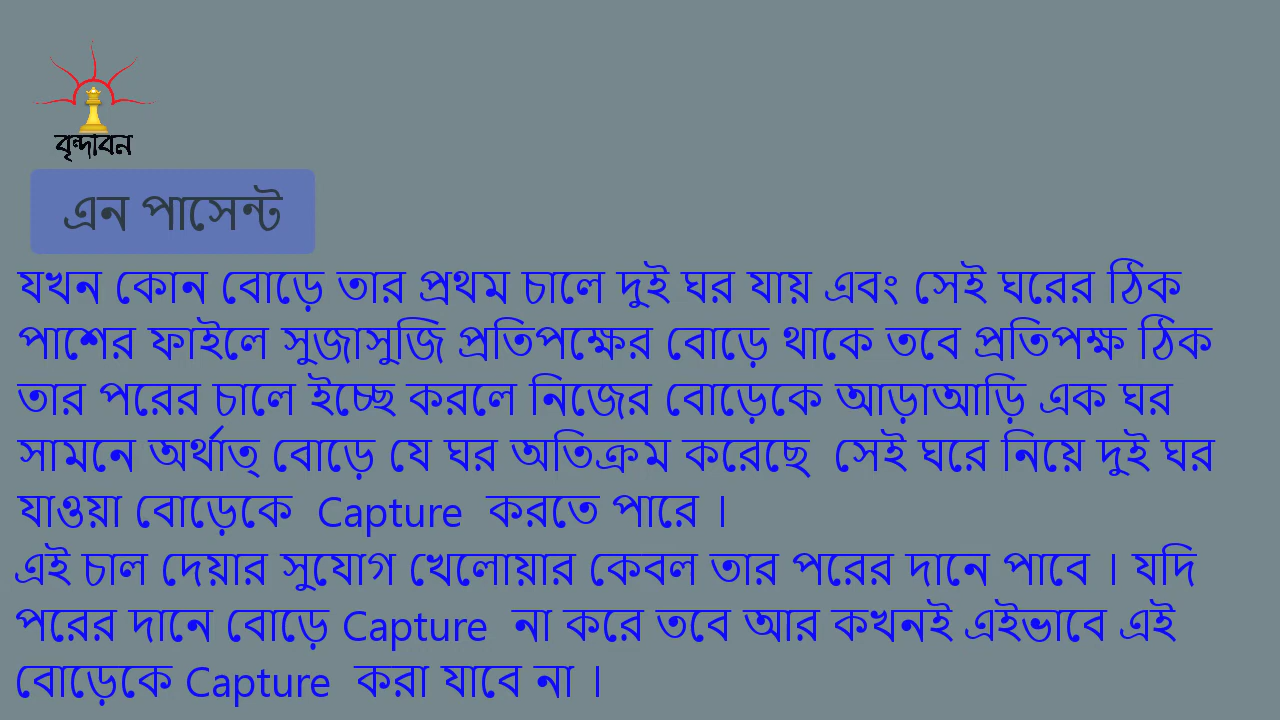 বৃন্দাবন
এন পাসেন্ট
যখন কোন বোড়ে তার প্রথম চালে দুই ঘর যায় এবং সেই ঘরের ঠিক
পাশের ফাইলে সুজাসুজি প্রতিপক্ষের বোড়ে থাকে তবে প্রতিপক্ষ ঠিক
তার পরের চালে ইচ্ছে করলে নিজের বোড়েকে আড়াআড়ি এক ঘর
সামনে অর্থাত্ বোড়ে যে ঘর অতিক্রম করেছে সেই ঘরে নিয়ে দুই ঘর
যাওয়া বোড়েকে Capture করতে পারে ।
এই চাল দেয়ার সুযোগ খেলোয়ার কেবল তার পরের দানে পাবে । যদি
পরের দানে বোড়ে Capture না করে তবে আর কখনই এইভাবে এই
বোড়েকে Capture করা যাবে না ।